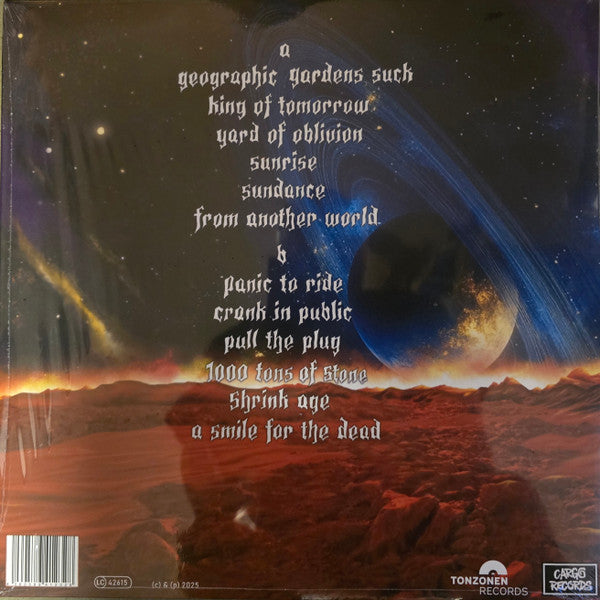 a
geographic gardens suck
king of tomorrow
yard of oblivion
sunrise
sundance
from another world
b
panic to ride
crank in public
pull the plug
1000 tons of stone
shrink age
a smile for the dead
LC 42615
(c) & (p) 2025
TONZONEN
RECORDS
CARGO
RECORDS